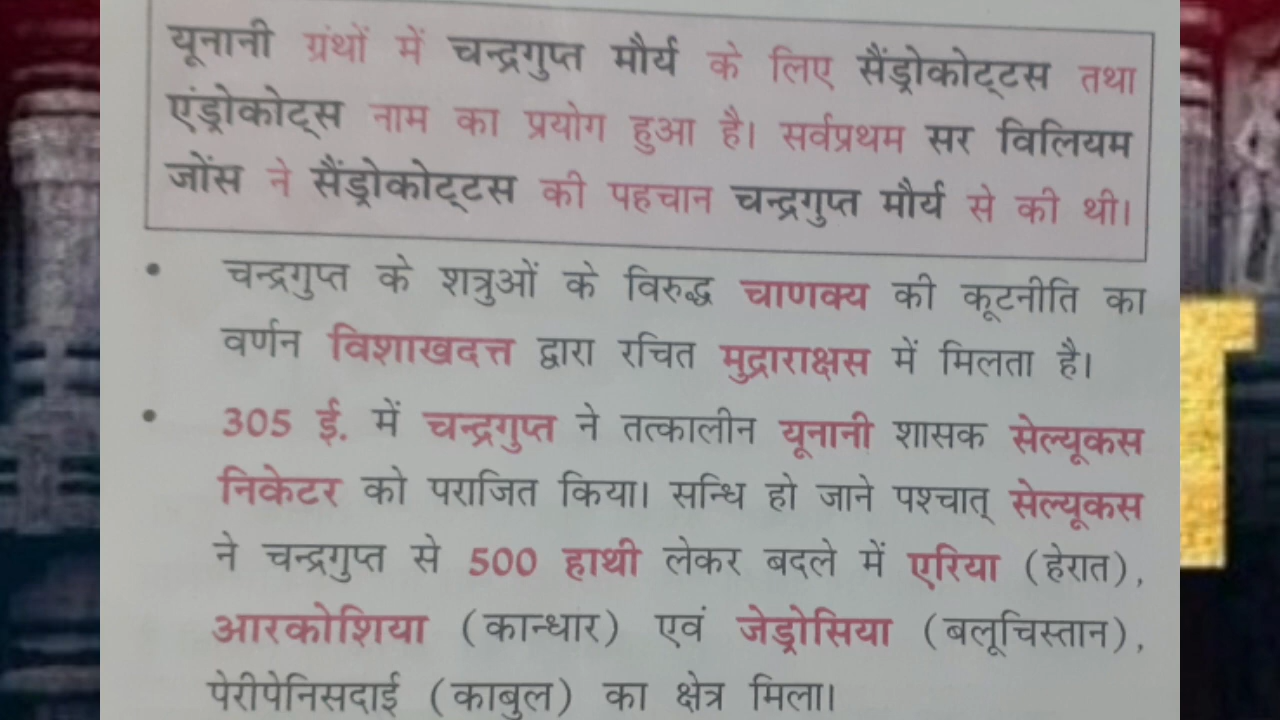 यूनानी ग्रंथों में चन्द्रगुप्त मौर्य के लिए सैंड्रोकोट्टस तथा
एंड्रोकोट्स नाम का प्रयोग हुआ है। सर्वप्रथम सर विलियम
जोंस ने सैंड्रोकोट्टस की पहचान चन्द्रगुप्त मौर्य से की थी।
• चन्द्रगुप्त के शत्रुओं के विरुद्ध चाणक्य की कूटनीति का
वर्णन विशाखदत्त द्वारा रचित मुद्राराक्षस में मिलता है।
• 305 ई. में चन्द्रगुप्त ने तत्कालीन यूनानी शासक सेल्यूकस
निकेटर को पराजित किया। सन्धि हो जाने पश्चात् सेल्यूकस
ने चन्द्रगुप्त से 500 हाथी लेकर बदले में एरिया (हेरात),
आरकोशिया (कान्धार) एवं जेड्रोसिया (बलूचिस्तान),
पेरीपेनिसदाई (काबुल) का क्षेत्र मिला।